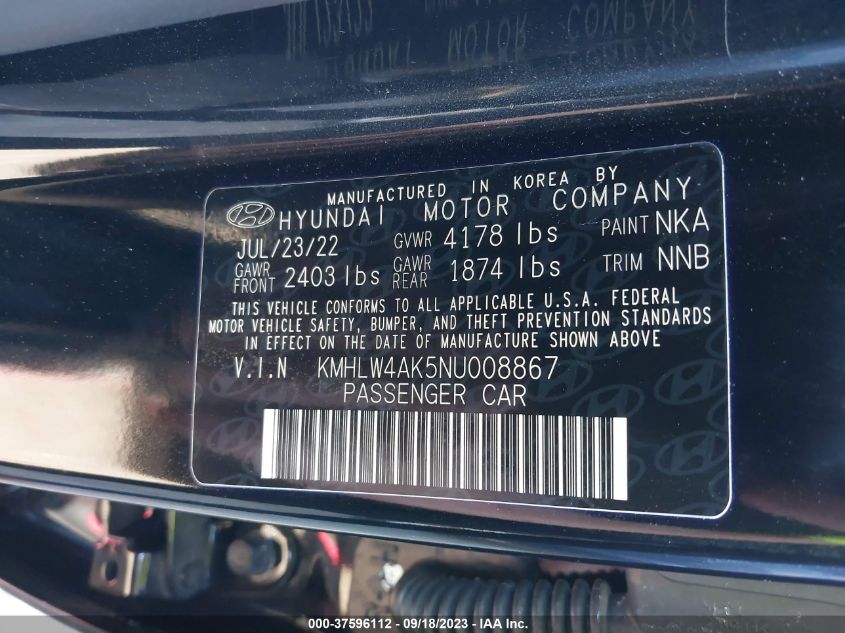 MANUFACTURED IN KOREA BY
HYUNDAI MOTOR COMPANY
JUL/23/22 GVWR 4178 lbs PAINT NKA
GAWR FRONT 2403 lbs GAWR REAR 1874 lbs TRIM NNB
THIS VEHICLE CONFORMS TO ALL APPLICABLE U.S.A. FEDERAL
MOTOR VEHICLE SAFETY, BUMPER, AND THEFT PREVENTION STANDARDS
IN EFFECT ON THE DATE OF MANUFACTURE SHOWN ABOVE
V.I.N KMHLW4AK5NU008867
PASSENGER CAR
000-37596112 - 09/18/2023 - IAA Inc.